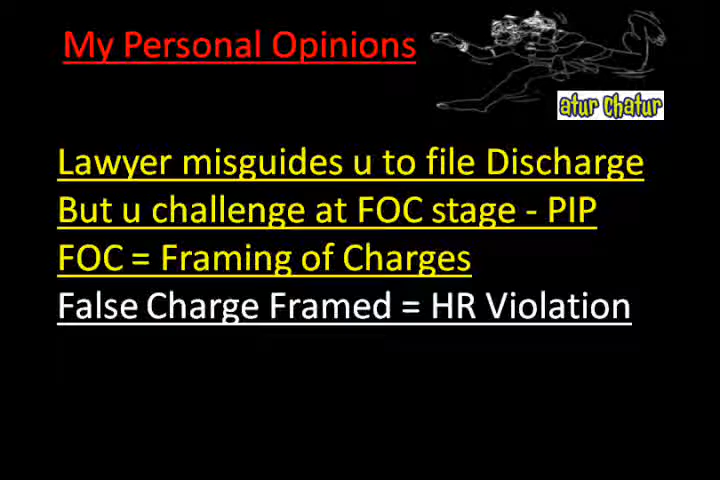 My Personal Opinions
atur chatur
Lawyer misguides u to file Discharge
But u challenge at FOC stage - PIP
FOC = Framing of Charges
False Charge Framed = HR Violation